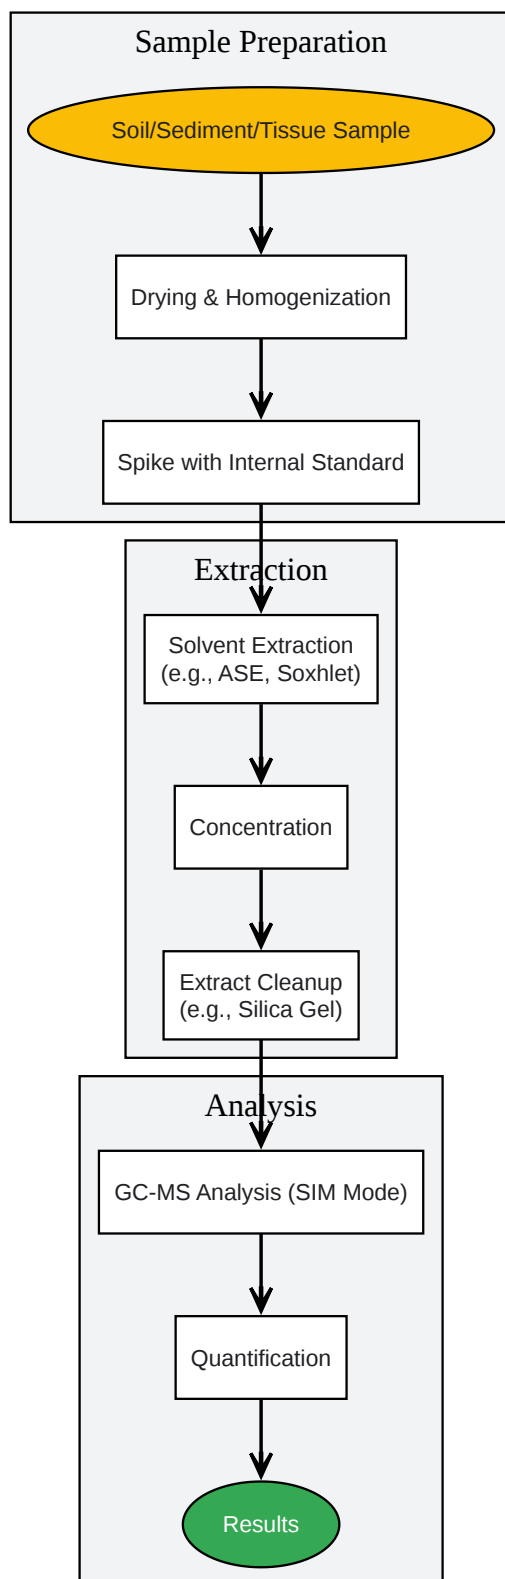 Sample Preparation
Soil/Sediment/Tissue Sample
Drying & Homogenization
Spike with Internal Standard
Extraction
Solvent Extraction
(e.g., ASE, Soxhlet)
Concentration
Extract Cleanup
(e.g., Silica Gel)
Analysis
GC-MS Analysis (SIM Mode)
Quantification
Results